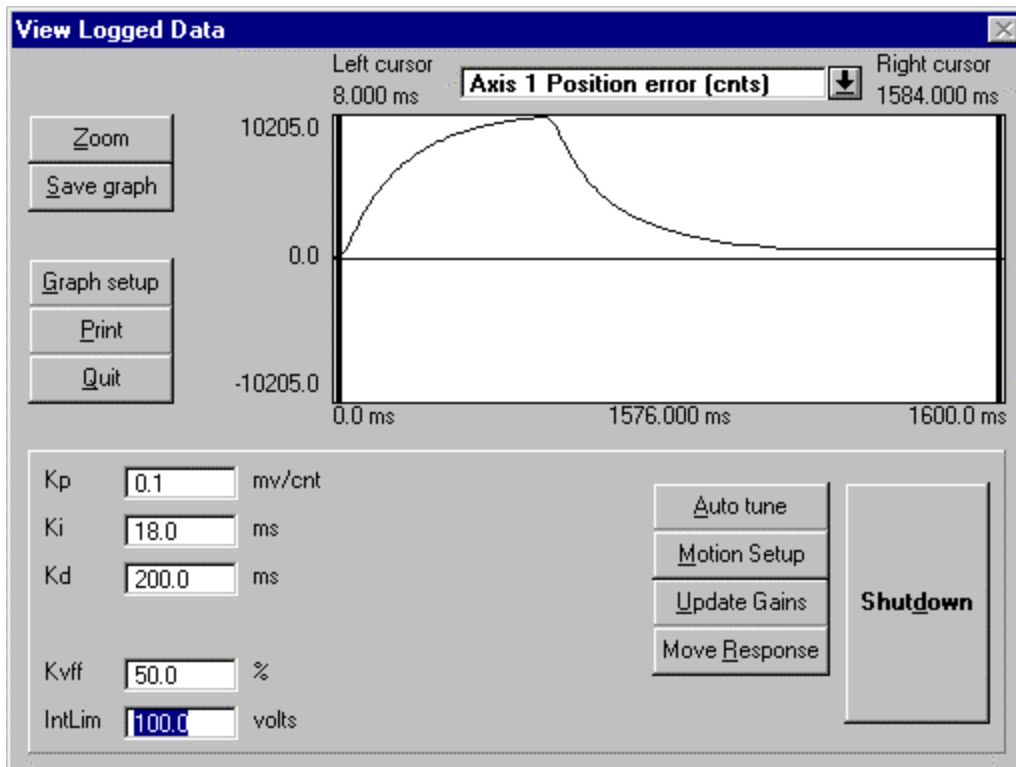 View Logged Data
Left cursor
8.000 ms
Axis 1 Position error (cnts)
Right cursor
1584.000 ms
Zoom
Save graph
Graph setup
Print
Quit
10205.0
0.0
-10205.0
0.0 ms
1576.000 ms
1600.0 ms
Kp 0.1 mv/cnt
Ki 18.0 ms
Kd 200.0 ms
Kvff 50.0 %
IntLim 100.0 volts
Auto tune
Motion Setup
Update Gains
Move Response
Shutdown